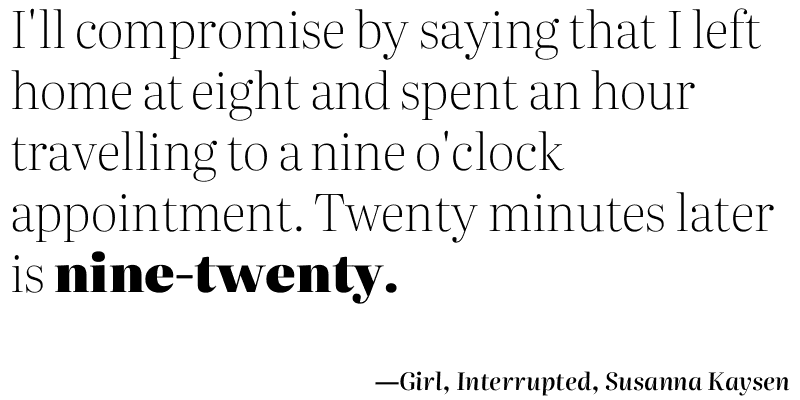 I'll compromise by saying that I left
home at eight and spent an hour
travelling to a nine o'clock
appointment. Twenty minutes later
is nine-twenty.
—Girl, Interrupted, Susanna Kaysen